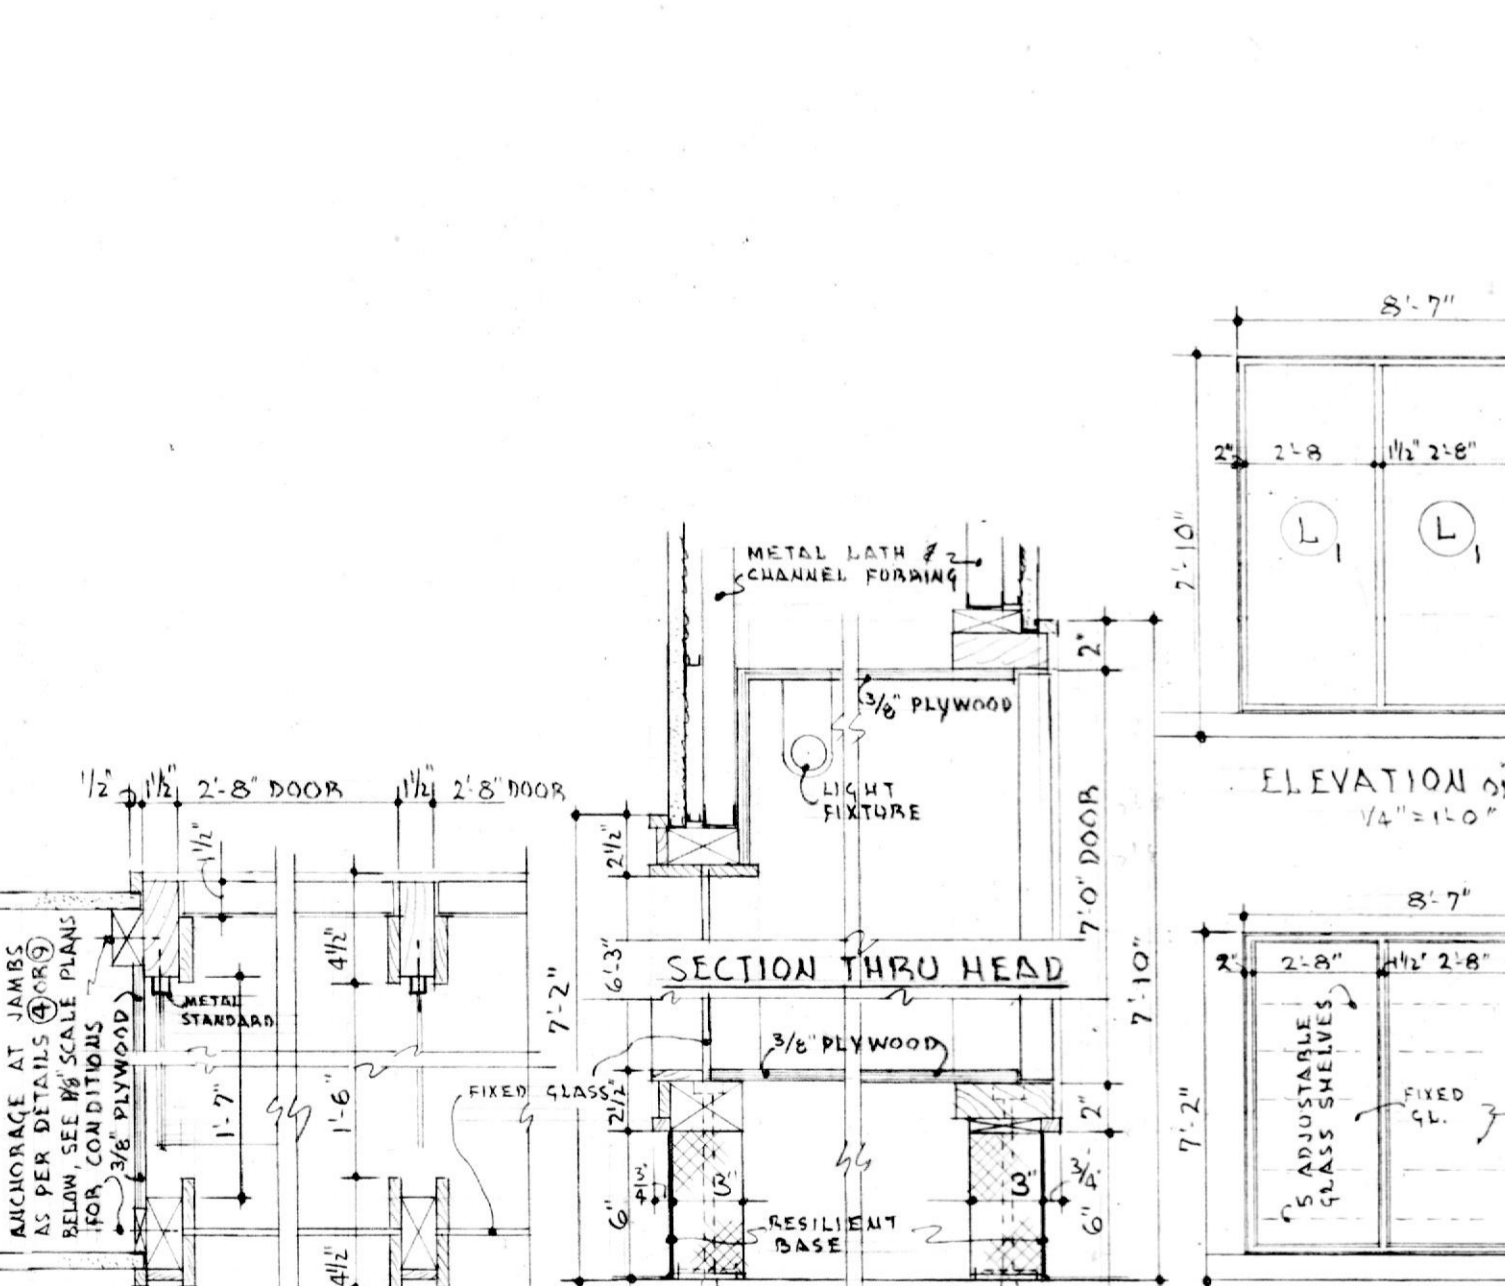 8'-7"
2" 2'-8 1½" 2'-8"
7'-10"
L
1
L
1
ELEVATION
1/4" = 1'-0"
METAL LATH &
CHANNEL FURRING
2"
3/8" PLYWOOD
LIGHT
FIXTURE
7'-0" DOOR
7'-10"
SECTION THRU HEAD
2½"
6'-3"
7'-2"
2½"
6"
3/8" PLYWOOD
2"
3/4"
6"
3"
3"
RESILIENT
BASE
FIXED GLASS
1/2" 1½" 2'-8" DOOR 1½" 2'-8" DOOR
1½"
4½"
METAL
STANDARD
1'-7"
1'-6"
4½"
ANCHORAGE AT JAMBS
AS PER DETAILS 4 OR 9
BELOW, SEE 1/8" SCALE PLANS
FOR CONDITIONS
3/8" PLYWOOD
8'-7"
2" 2'-8" 1½" 2'-8"
7'-2"
5 ADJUSTABLE
GLASS SHELVES
FIXED
GL.